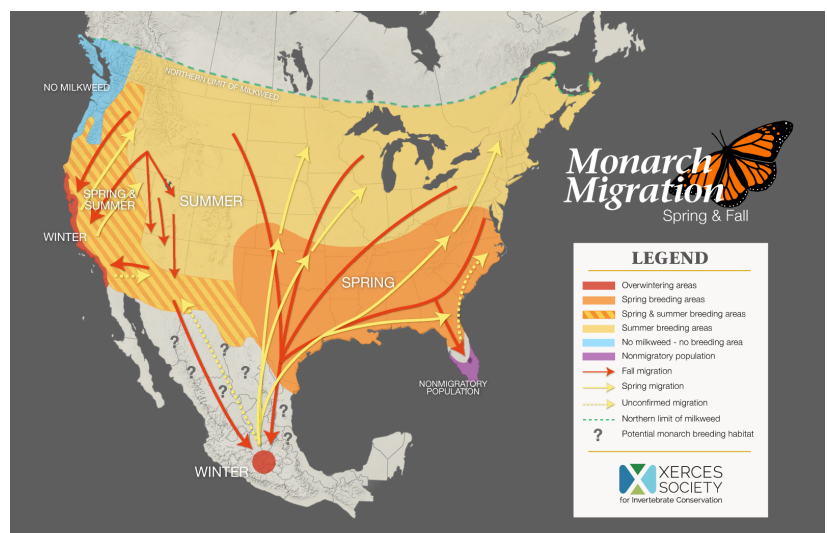 NORTHERN LIMIT OF MILKWEED
NO MILKWEED
SPRING &
SUMMER
SUMMER
WINTER
SPRING
?
?
?
?
?
?
?
NONMIGRATORY
POPULATION
WINTER
Monarch
Migration
Spring & Fall
LEGEND
Overwintering areas
Spring breeding areas
Spring & summer breeding areas
Summer breeding areas
No milkweed - no breeding area
Nonmigratory population
Fall migration
Spring migration
Unconfirmed migration
Northern limit of milkweed
? Potential monarch breeding habitat
XERCES
SOCIETY
for Invertebrate Conservation